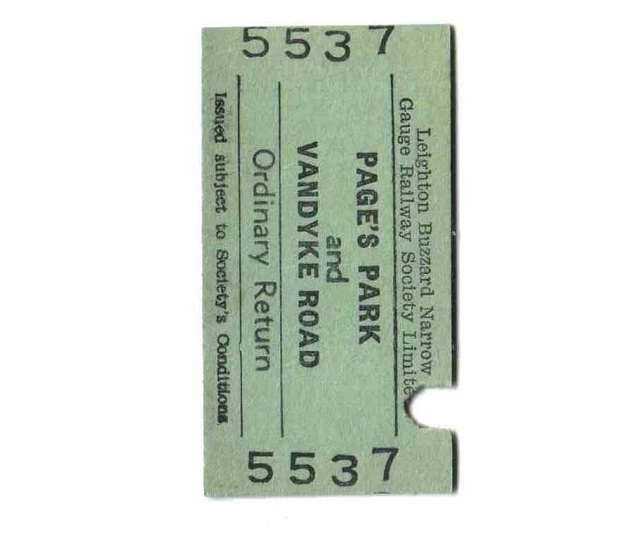 5537
Leighton Buzzard Narrow
Gauge Railway Society Limite
PAGE'S PARK
and
VANDYKE ROAD
Ordinary Return
Issued subject to Society's Conditions
5537